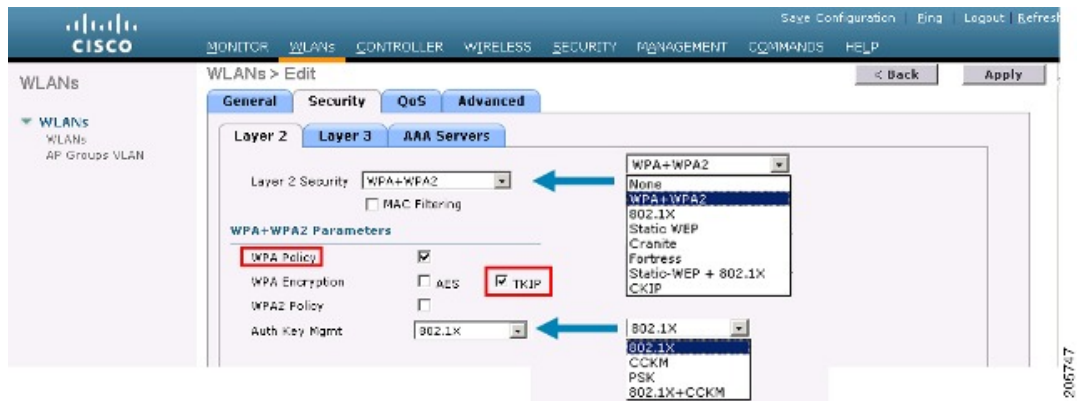 Save Configuration | Ping | Logout | Refresh
CISCO
MONITOR WLANs CONTROLLER WIRELESS SECURITY MANAGEMENT COMMANDS HELP
WLANs
WLANs > Edit
< Back Apply
General Security QoS Advanced
WLANs
WLANs
AP Groups VLAN
Layer 2 Layer 3 AAA Servers
Layer 2 Security WPA+WPA2
MAC Filtering
WPA+WPA2
None
WPA+WPA2
802.1X
Static WEP
Cranite
Fortress
Static-WEP + 802.1X
CKIP
WPA+WPA2 Parameters
WPA Policy
WPA Encryption AES TKIP
WPA2 Policy
Auth Key Mgmt 802.1X
802.1X
802.1X
CCKM
PSK
802.1X+CCKM
205747